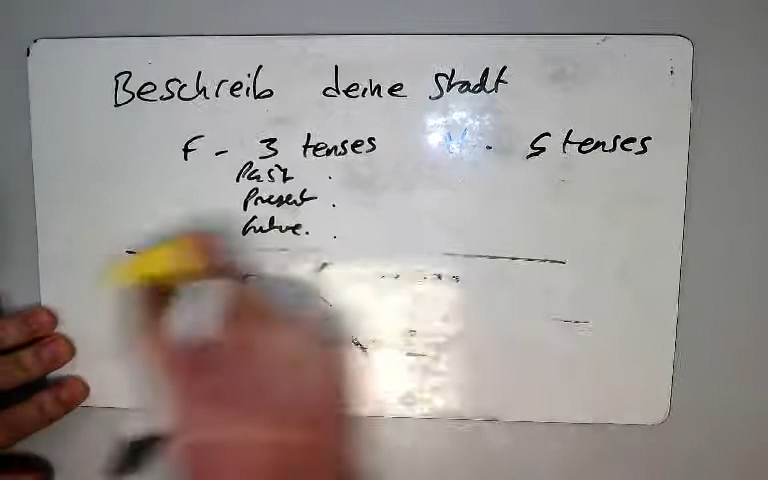 Beschreib deine Stadt
F - 3 tenses H. 5 tenses
Past .
Present .
Future. .